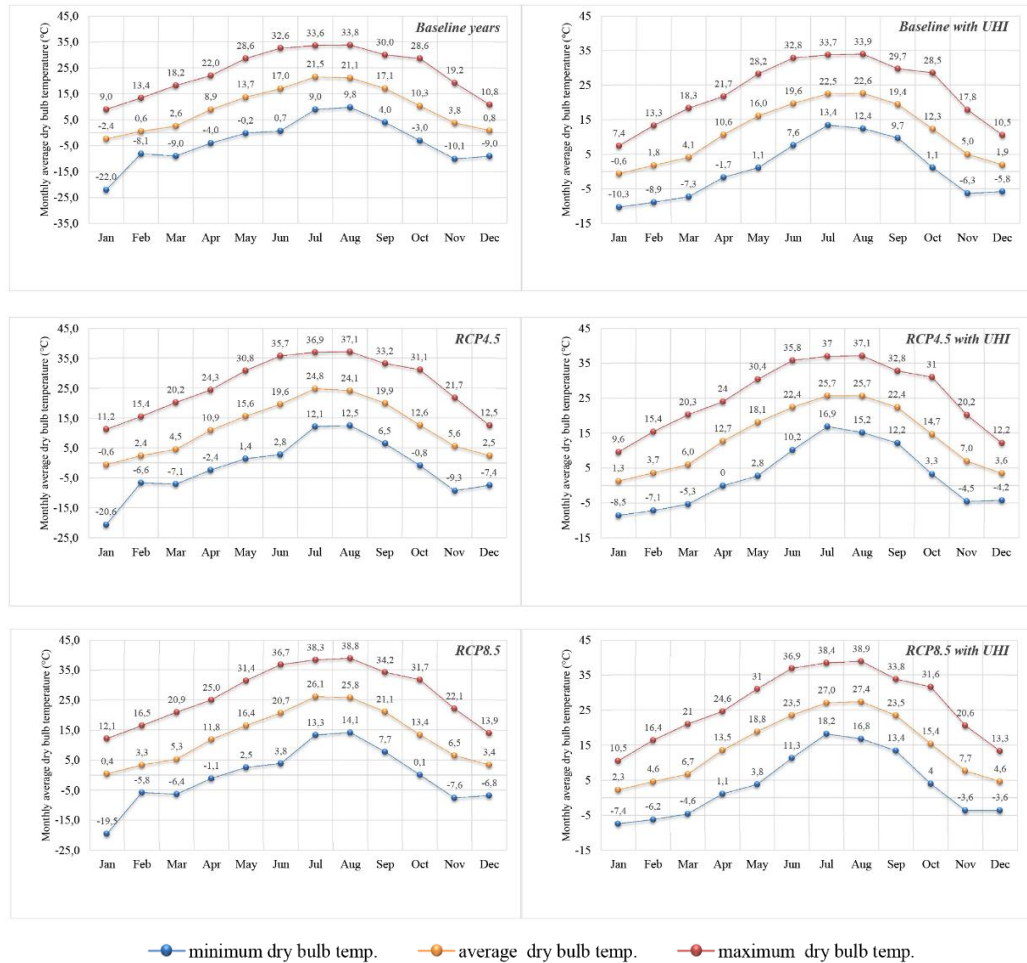 Baseline years
Monthly average dry bulb temperature (°C)
45,0
35,0
25,0
15,0
5,0
-5,0
-15,0
-25,0
-35,0
9,0 13,4 18,2 22,0 28,6 32,6 33,6 33,8 30,0 28,6 19,2 10,8
-2,4 0,6 2,6 8,9 13,7 17,0 21,5 21,1 17,1 10,3 3,8 0,8
-22,0 -8,1 -9,0 -4,0 -0,2 0,7 9,0 9,8 4,0 -3,0 -10,1 -9,0
Jan Feb Mar Apr May Jun Jul Aug Sep Oct Nov Dec
Baseline with UHI
Monthly average dry bulb temperature (°C)
45
35
25
15
5
-5
-15
7,4 13,3 18,3 21,7 28,2 32,8 33,7 33,9 29,7 28,5 17,8 10,5
-0,6 1,8 4,1 10,6 16,0 19,6 22,5 22,6 19,4 12,3 5,0 1,9
-10,3 -8,9 -7,3 -1,7 1,1 7,6 13,4 12,4 9,7 1,1 -6,3 -5,8
Jan Feb Mar Apr May Jun Jul Aug Sep Oct Nov Dec
RCP4.5
Monthly average dry bulb temperature (°C)
45,0
35,0
25,0
15,0
5,0
-5,0
-15,0
-25,0
11,2 15,4 20,2 24,3 30,8 35,7 36,9 37,1 33,2 31,1 21,7 12,5
-0,6 2,4 4,5 10,9 15,6 19,6 24,8 24,1 19,9 12,6 5,6 2,5
-20,6 -6,6 -7,1 -2,4 1,4 2,8 12,1 12,5 6,5 -0,8 -9,3 -7,4
Jan Feb Mar Apr May Jun Jul Aug Sep Oct Nov Dec
RCP4.5 with UHI
Monthly average dry bulb temperature (°C)
45
35
25
15
5
-5
-15
9,6 15,4 20,3 24 30,4 35,8 37 37,1 32,8 31 20,2 12,2
1,3 3,7 6,0 12,7 18,1 22,4 25,7 25,7 22,4 14,7 7,0 3,6
-8,5 -7,1 -5,3 0 2,8 10,2 16,9 15,2 12,2 3,3 -4,5 -4,2
Jan Feb Mar Apr May Jun Jul Aug Sep Oct Nov Dec
RCP8.5
Monthly average dry bulb temperature (°C)
45,0
35,0
25,0
15,0
5,0
-5,0
-15,0
-25,0
12,1 16,5 20,9 25,0 31,4 36,7 38,3 38,8 34,2 31,7 22,1 13,9
0,4 3,3 5,3 11,8 16,4 20,7 26,1 25,8 21,1 13,4 6,5 3,4
-19,5 -5,8 -6,4 -1,1 2,5 3,8 13,3 14,1 7,7 0,1 -7,6 -6,8
Jan Feb Mar Apr May Jun Jul Aug Sep Oct Nov Dec
RCP8.5 with UHI
Monthly average dry bulb temperature (°C)
45
35
25
15
5
-5
-15
10,5 16,4 21 24,6 31 36,9 38,4 38,9 33,8 31,6 20,6 13,3
2,3 4,6 6,7 13,5 18,8 23,5 27,0 27,4 23,5 15,4 7,7 4,6
-7,4 -6,2 -4,6 1,1 3,8 11,3 18,2 16,8 13,4 4 -3,6 -3,6
Jan Feb Mar Apr May Jun Jul Aug Sep Oct Nov Dec
minimum dry bulb temp. average dry bulb temp. maximum dry bulb temp.